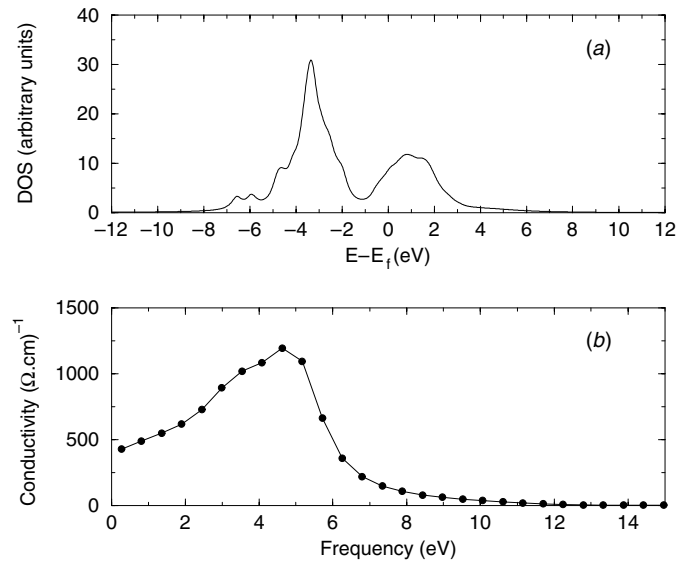 40
30
20
10
0
DOS (arbitrary units)
(a)
−12 −10 −8 −6 −4 −2 0 2 4 6 8 10 12
E−E_f (eV)
1500
1000
500
0
Conductivity (Ω.cm)⁻¹
(b)
0 2 4 6 8 10 12 14
Frequency (eV)